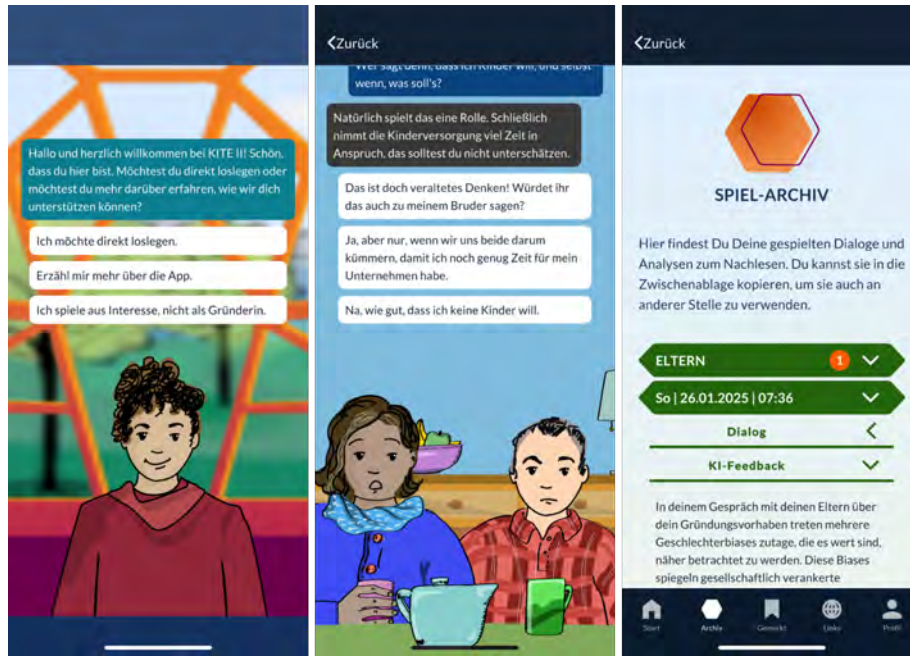 Hallo und herzlich willkommen bei KITE II! Schön,
dass du hier bist. Möchtest du direkt loslegen oder
möchtest du mehr darüber erfahren, wie wir dich
unterstützen können?
Ich möchte direkt loslegen.
Erzähl mir mehr über die App.
Ich spiele aus Interesse, nicht als Gründerin.
Zurück
Wer sagt denn, dass ich Kinder will, und selbst
wenn, was soll's?
Natürlich spielt das eine Rolle. Schließlich
nimmt die Kinderversorgung viel Zeit in
Anspruch, das solltest du nicht unterschätzen.
Das ist doch veraltetes Denken! Würdet ihr
das auch zu meinem Bruder sagen?
Ja, aber nur, wenn wir uns beide darum
kümmern, damit ich noch genug Zeit für mein
Unternehmen habe.
Na, wie gut, dass ich keine Kinder will.
Zurück
SPIEL-ARCHIV
Hier findest Du Deine gespielten Dialoge und
Analysen zum Nachlesen. Du kannst sie in die
Zwischenablage kopieren, um sie auch an
anderer Stelle zu verwenden.
ELTERN 1
So | 26.01.2025 | 07:36
Dialog
KI-Feedback
In deinem Gespräch mit deinen Eltern über
dein Gründungsvorhaben treten mehrere
Geschlechterbiases zutage, die es wert sind,
näher betrachtet zu werden. Diese Biases
spiegeln gesellschaftlich verankerte
Start Archiv Gemerkt Links Profil